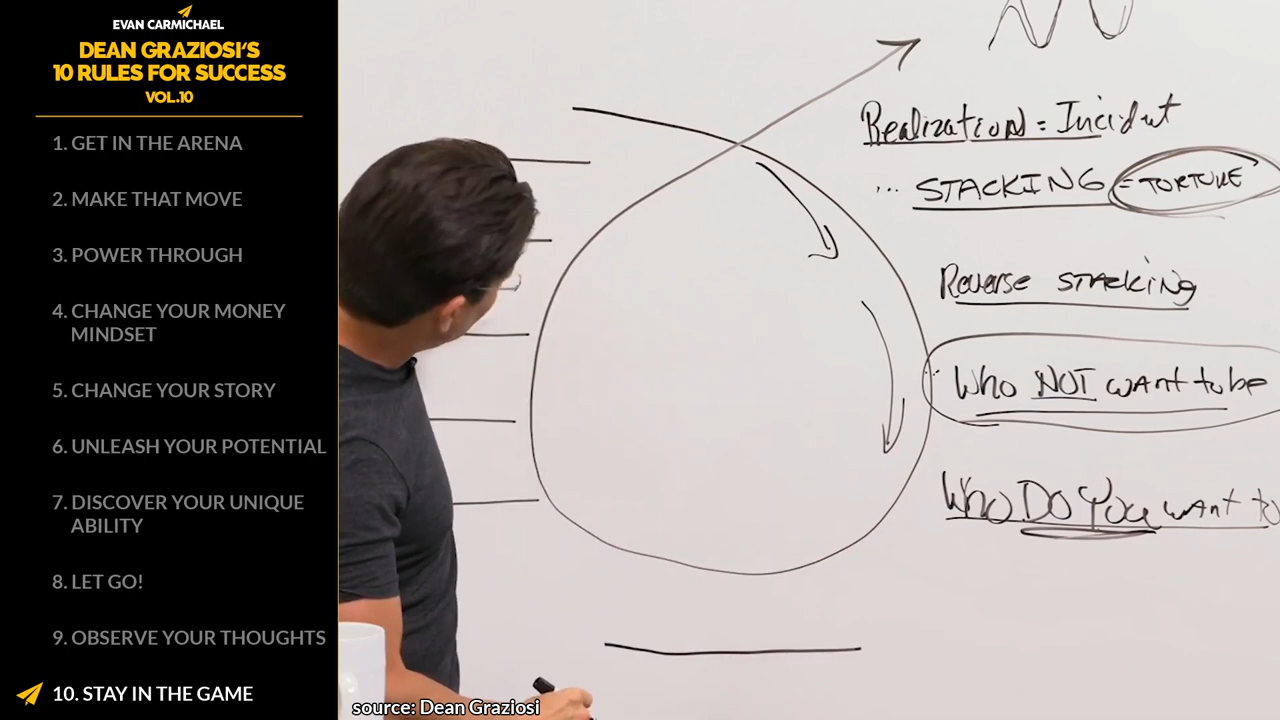 EVAN CARMICHAEL
DEAN GRAZIOSI'S
10 RULES FOR SUCCESS
VOL.10
1. GET IN THE ARENA
2. MAKE THAT MOVE
3. POWER THROUGH
4. CHANGE YOUR MONEY
MINDSET
5. CHANGE YOUR STORY
6. UNLEASH YOUR POTENTIAL
7. DISCOVER YOUR UNIQUE
ABILITY
8. LET GO!
9. OBSERVE YOUR THOUGHTS
10. STAY IN THE GAME
Realization = Incident
... STACKING = TORTURE
Reverse STACKING
Who NOT want to be
Who DO You want to
source: Dean Graziosi